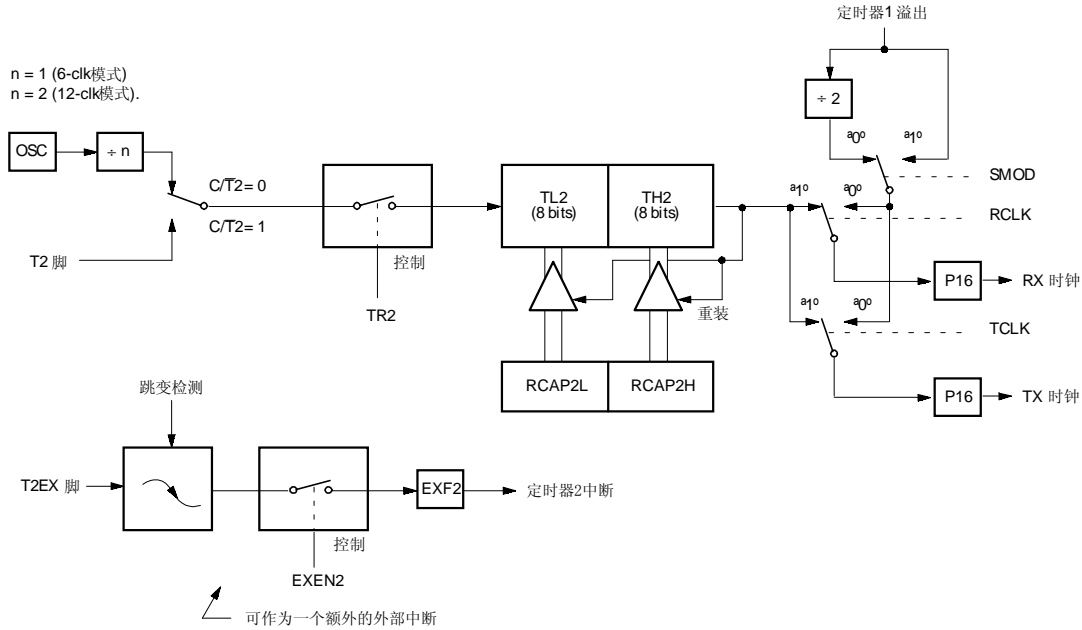 定时器1 溢出
n = 1 (6-clk模式)
n = 2 (12-clk模式).
÷ 2
OSC
÷ n
ª0º
ª1º
SMOD
C/T̅2= 0
C/T̅2= 1
TL2
(8 bits)
TH2
(8 bits)
ª1º
ª0º
RCLK
T2 脚
控制
TR2
重装
P16
RX 时钟
ª1º
ª0º
TCLK
RCAP2L
RCAP2H
P16
TX 时钟
跳变检测
T2EX 脚
EXF2
定时器2中断
控制
EXEN2
可作为一个额外的外部中断